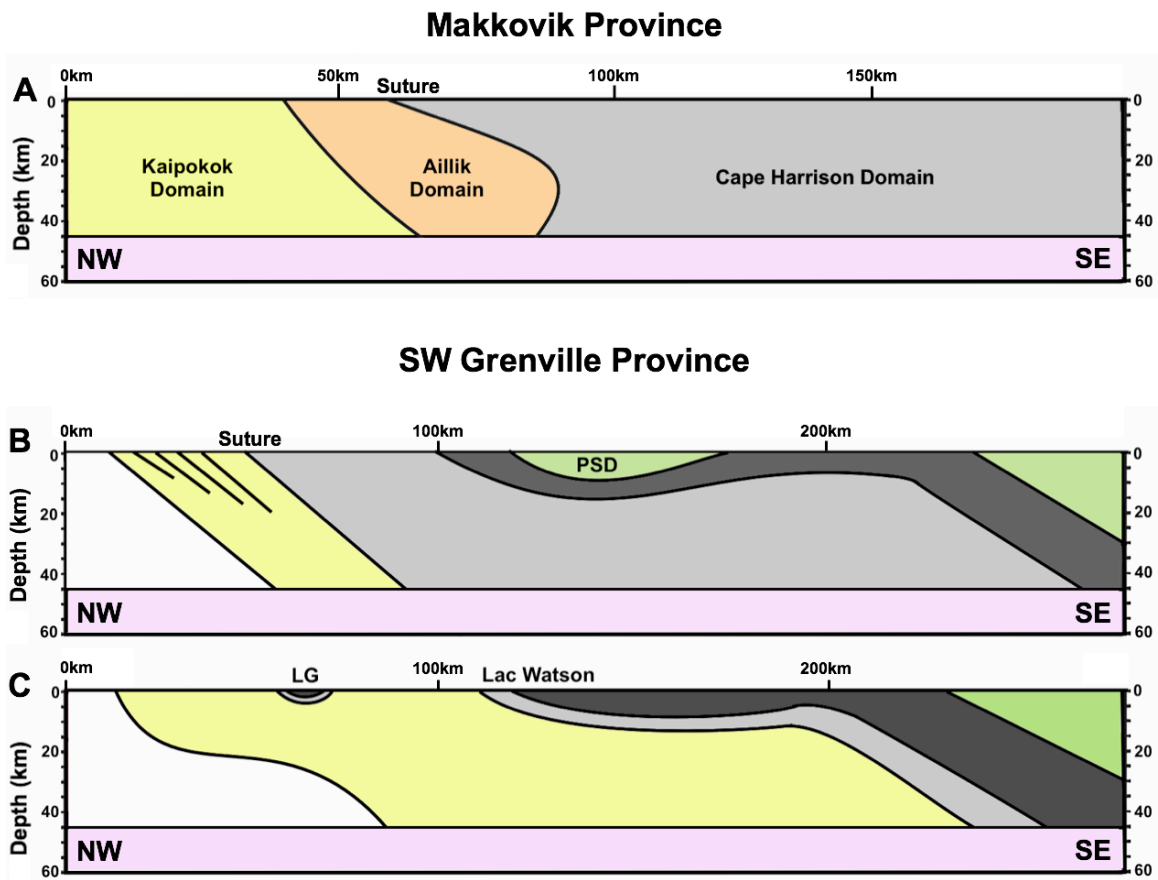 Makkovik Province
A
0km
50km
100km
150km
Suture
Depth (km)
0
20
40
60
Kaipokok
Domain
Aillik
Domain
Cape Harrison Domain
NW
SE
0
20
40
60
SW Grenville Province
B
0km
100km
200km
Suture
Depth (km)
0
20
40
60
PSD
NW
SE
0
20
40
60
C
0km
LG
100km
Lac Watson
200km
Depth (km)
0
20
40
60
NW
SE
0
20
40
60